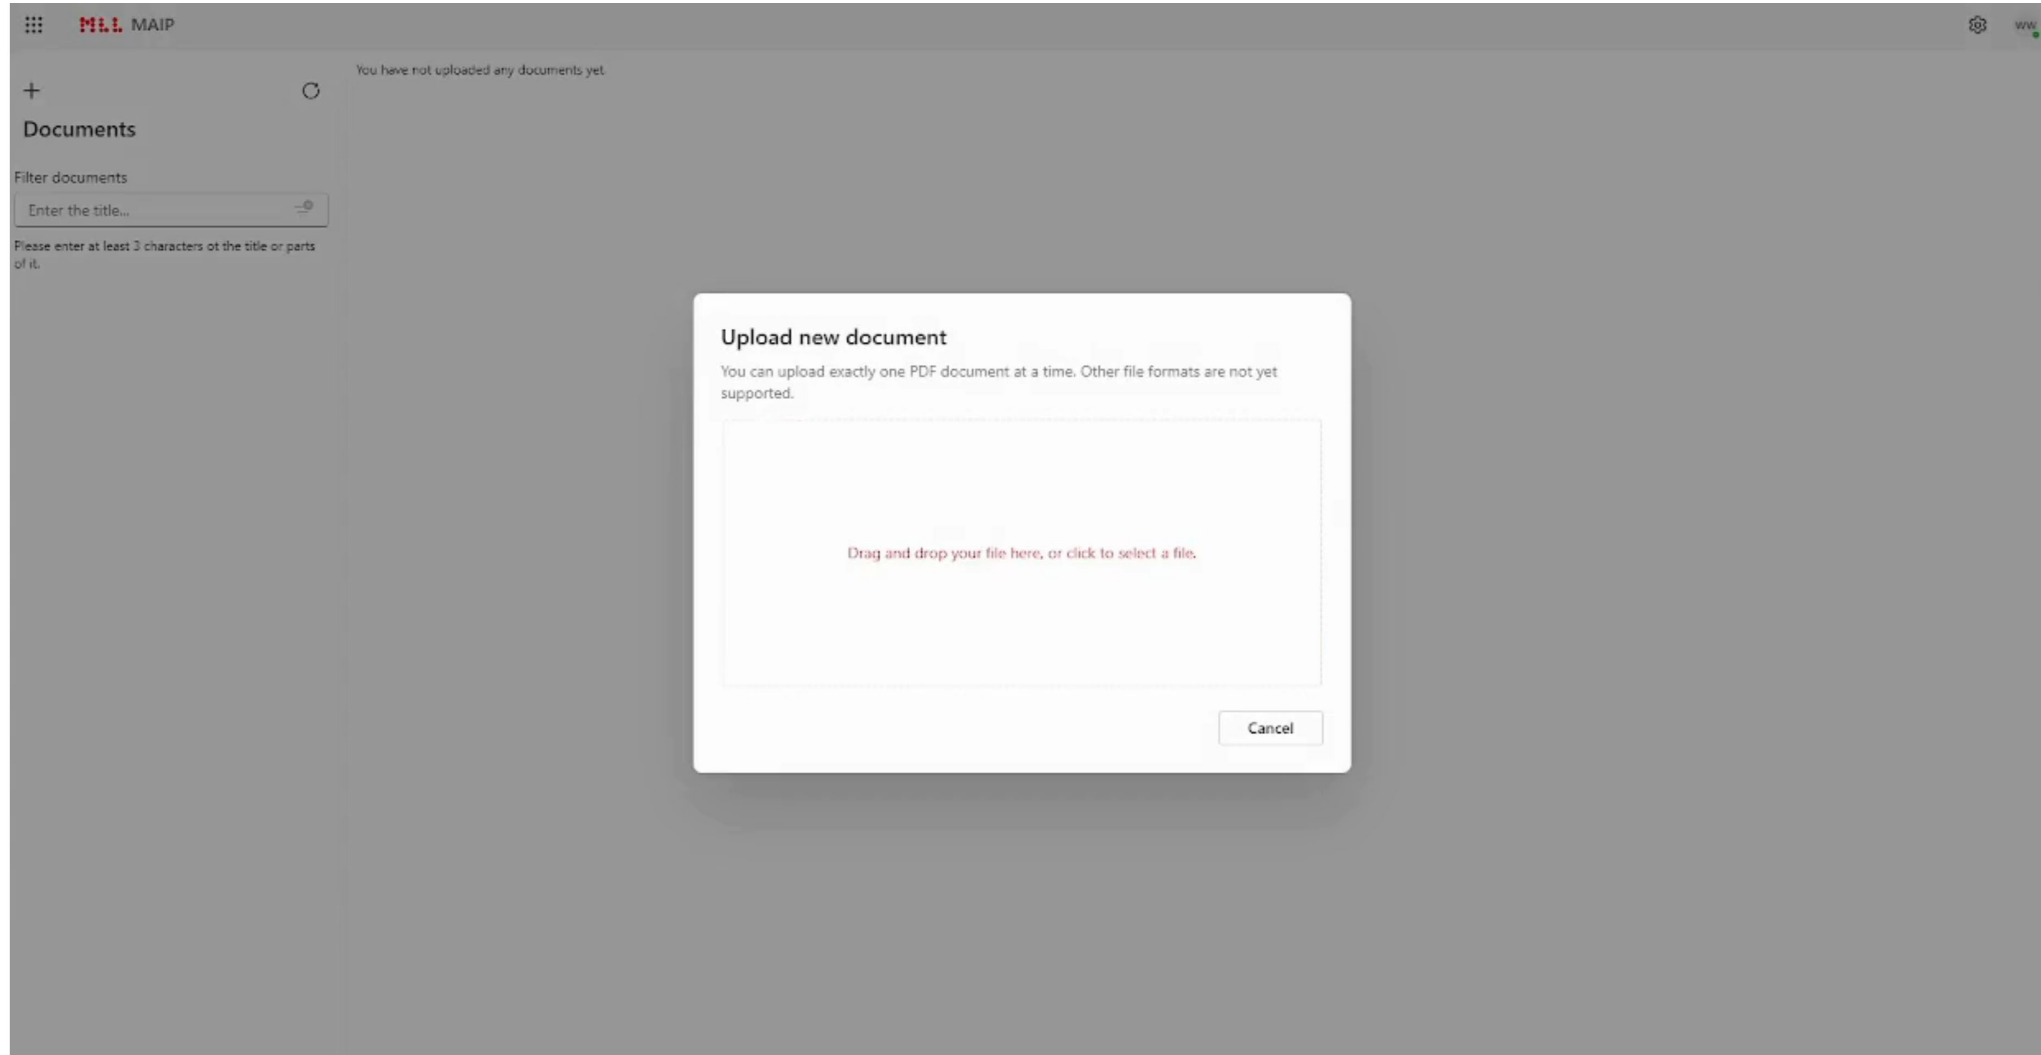 MLL MAIP
WW
You have not uploaded any documents yet
Documents
Filter documents
Enter the title...
Please enter at least 3 characters ot the title or parts
of it.
Upload new document
You can upload exactly one PDF document at a time. Other file formats are not yet
supported.
Drag and drop your file here, or click to select a file.
Cancel